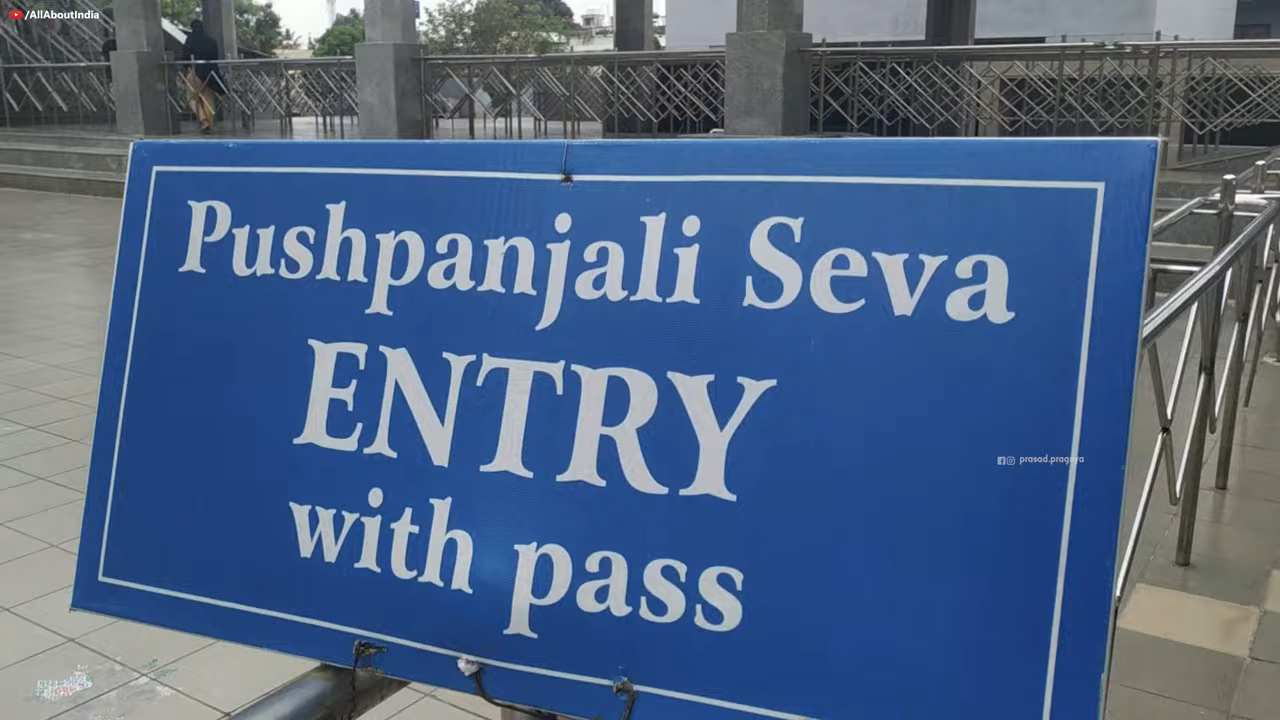 /AllAboutIndia
Pushpanjali Seva
ENTRY
with pass
prasad.pragnya